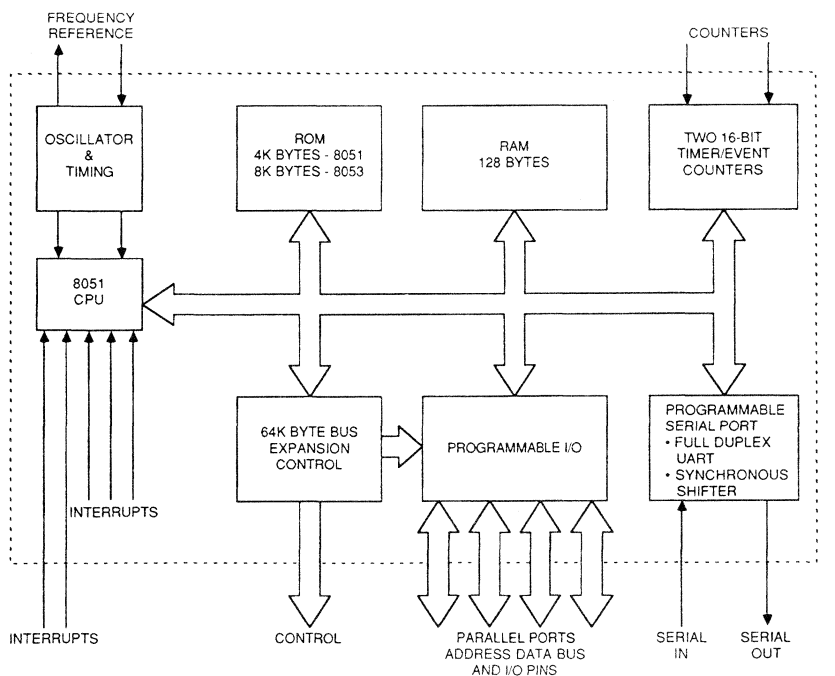 FREQUENCY
REFERENCE
COUNTERS
OSCILLATOR
&
TIMING
ROM
4K BYTES - 8051
8K BYTES - 8053
RAM
128 BYTES
TWO 16-BIT
TIMER/EVENT
COUNTERS
8051
CPU
64K BYTE BUS
EXPANSION
CONTROL
PROGRAMMABLE I/O
PROGRAMMABLE
SERIAL PORT
• FULL DUPLEX
UART
• SYNCHRONOUS
SHIFTER
INTERRUPTS
INTERRUPTS
CONTROL
PARALLEL PORTS
ADDRESS DATA BUS
AND I/O PINS
SERIAL
IN
SERIAL
OUT